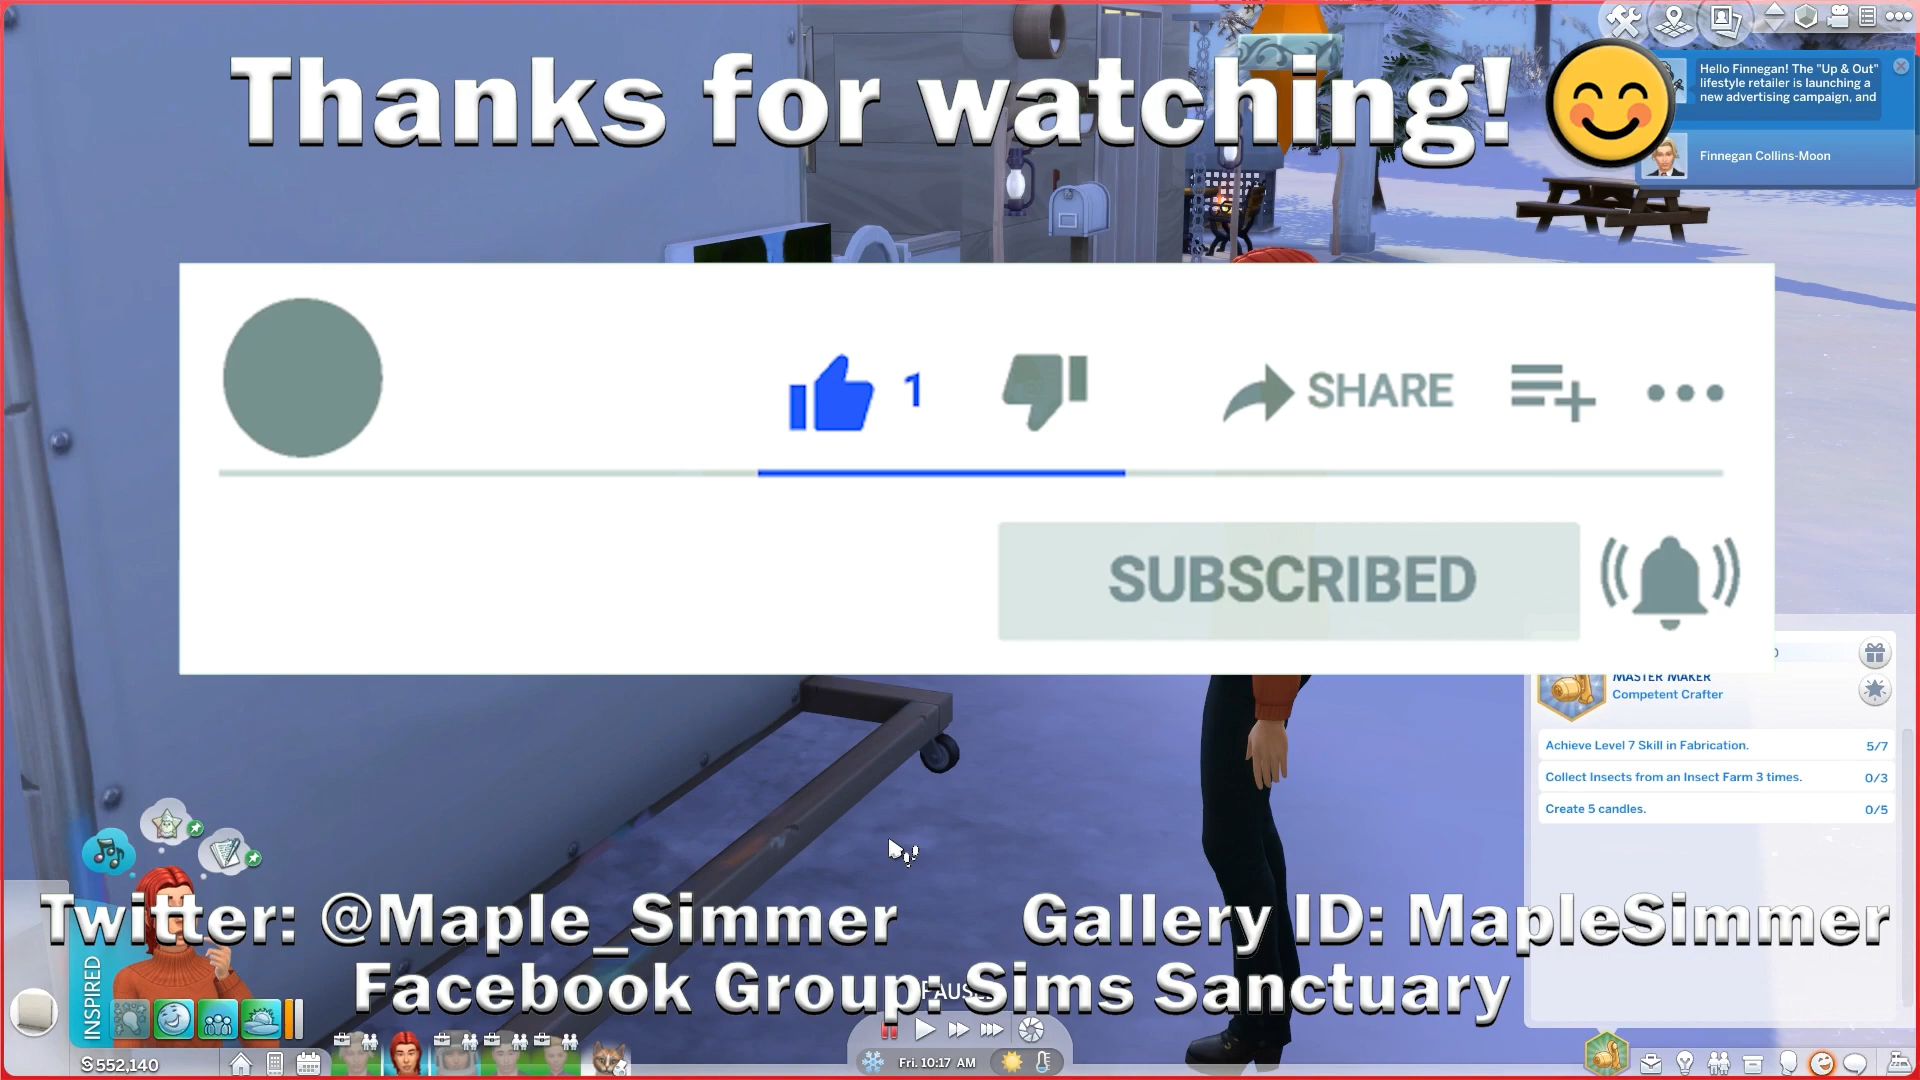 Thanks for watching!
Hello Finnegan! The "Up & Out"
lifestyle retailer is launching a
new advertising campaign, and
Finnegan Collins-Moon
1
SHARE
SUBSCRIBED
MASTER MAKER
Competent Crafter
Achieve Level 7 Skill in Fabrication. 5/7
Collect Insects from an Insect Farm 3 times. 0/3
Create 5 candles. 0/5
Twitter: @Maple_Simmer Gallery ID: MapleSimmer
Facebook Group: Sims Sanctuary
INSPIRED
§552,140
Fri. 10:17 AM